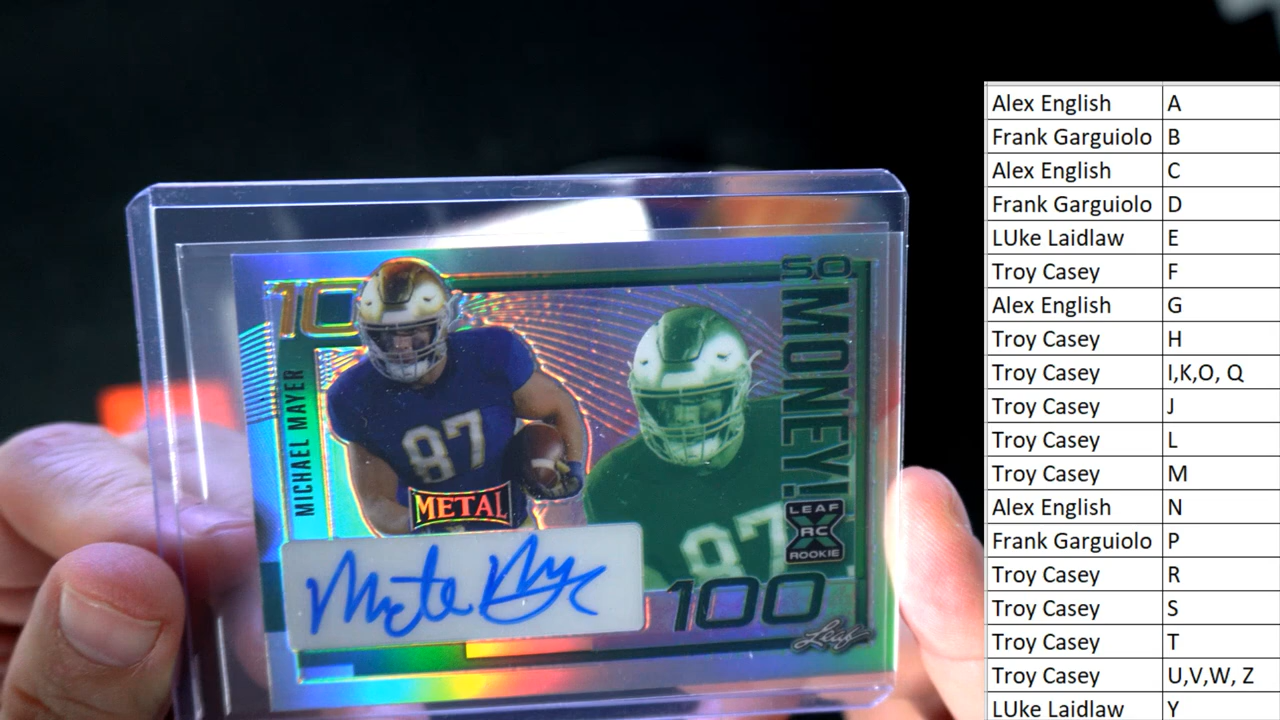 10
SO
MONEY!
MICHAEL MAYER
87
METAL
87
LEAF
RC
ROOKIE
100
Leaf
Alex English A
Frank Garguiolo B
Alex English C
Frank Garguiolo D
LUke Laidlaw E
Troy Casey F
Alex English G
Troy Casey H
Troy Casey I,K,O, Q
Troy Casey J
Troy Casey L
Troy Casey M
Alex English N
Frank Garguiolo P
Troy Casey R
Troy Casey S
Troy Casey T
Troy Casey U,V,W, Z
LUke Laidlaw Y